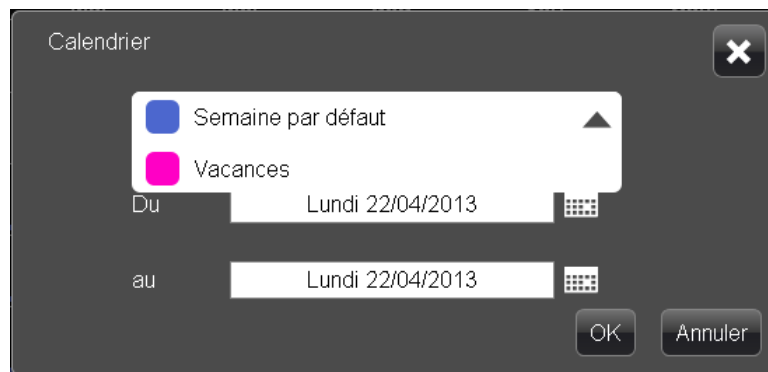 Calendrier
Semaine par défaut
Vacances
Du Lundi 22/04/2013
au Lundi 22/04/2013
OK Annuler